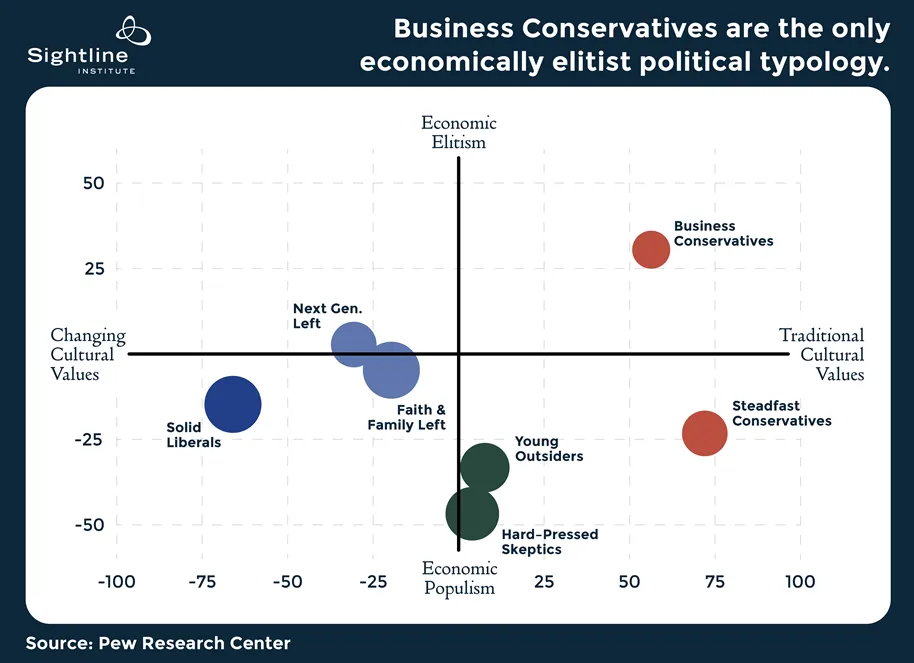 Sightline
INSTITUTE
Business Conservatives are the only
economically elitist political typology.
Economic
Elitism
50
25
-25
-50
Business
Conservatives
Next Gen.
Left
Changing
Cultural
Values
Traditional
Cultural
Values
Faith &
Family Left
Solid
Liberals
Steadfast
Conservatives
Young
Outsiders
Hard-Pressed
Skeptics
Economic
Populism
-100 -75 -50 -25 25 50 75 100
Source: Pew Research Center